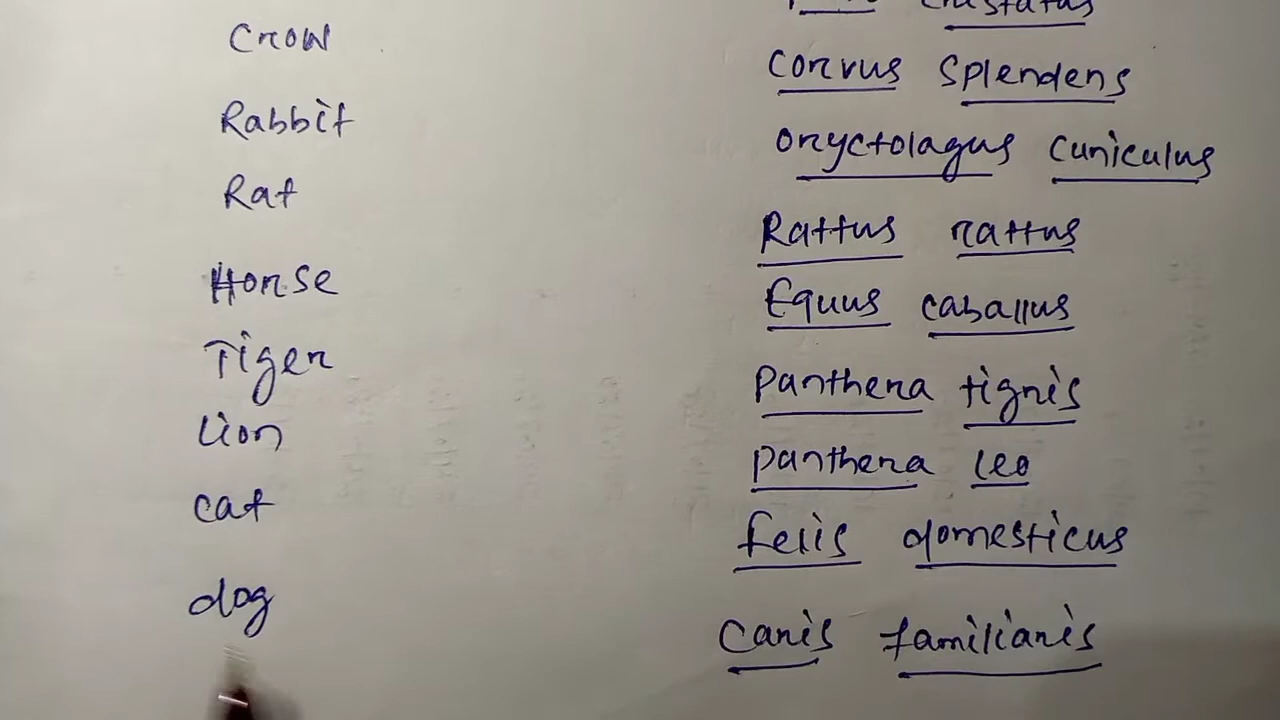 cristatus
Crow Corvus splendens
Rabbit Oryctolagus cuniculus
Rat Rattus rattus
Horse Equus caballus
Tiger Panthera tigris
Lion Panthera leo
Cat Felis domesticus
dog Canis familiaris